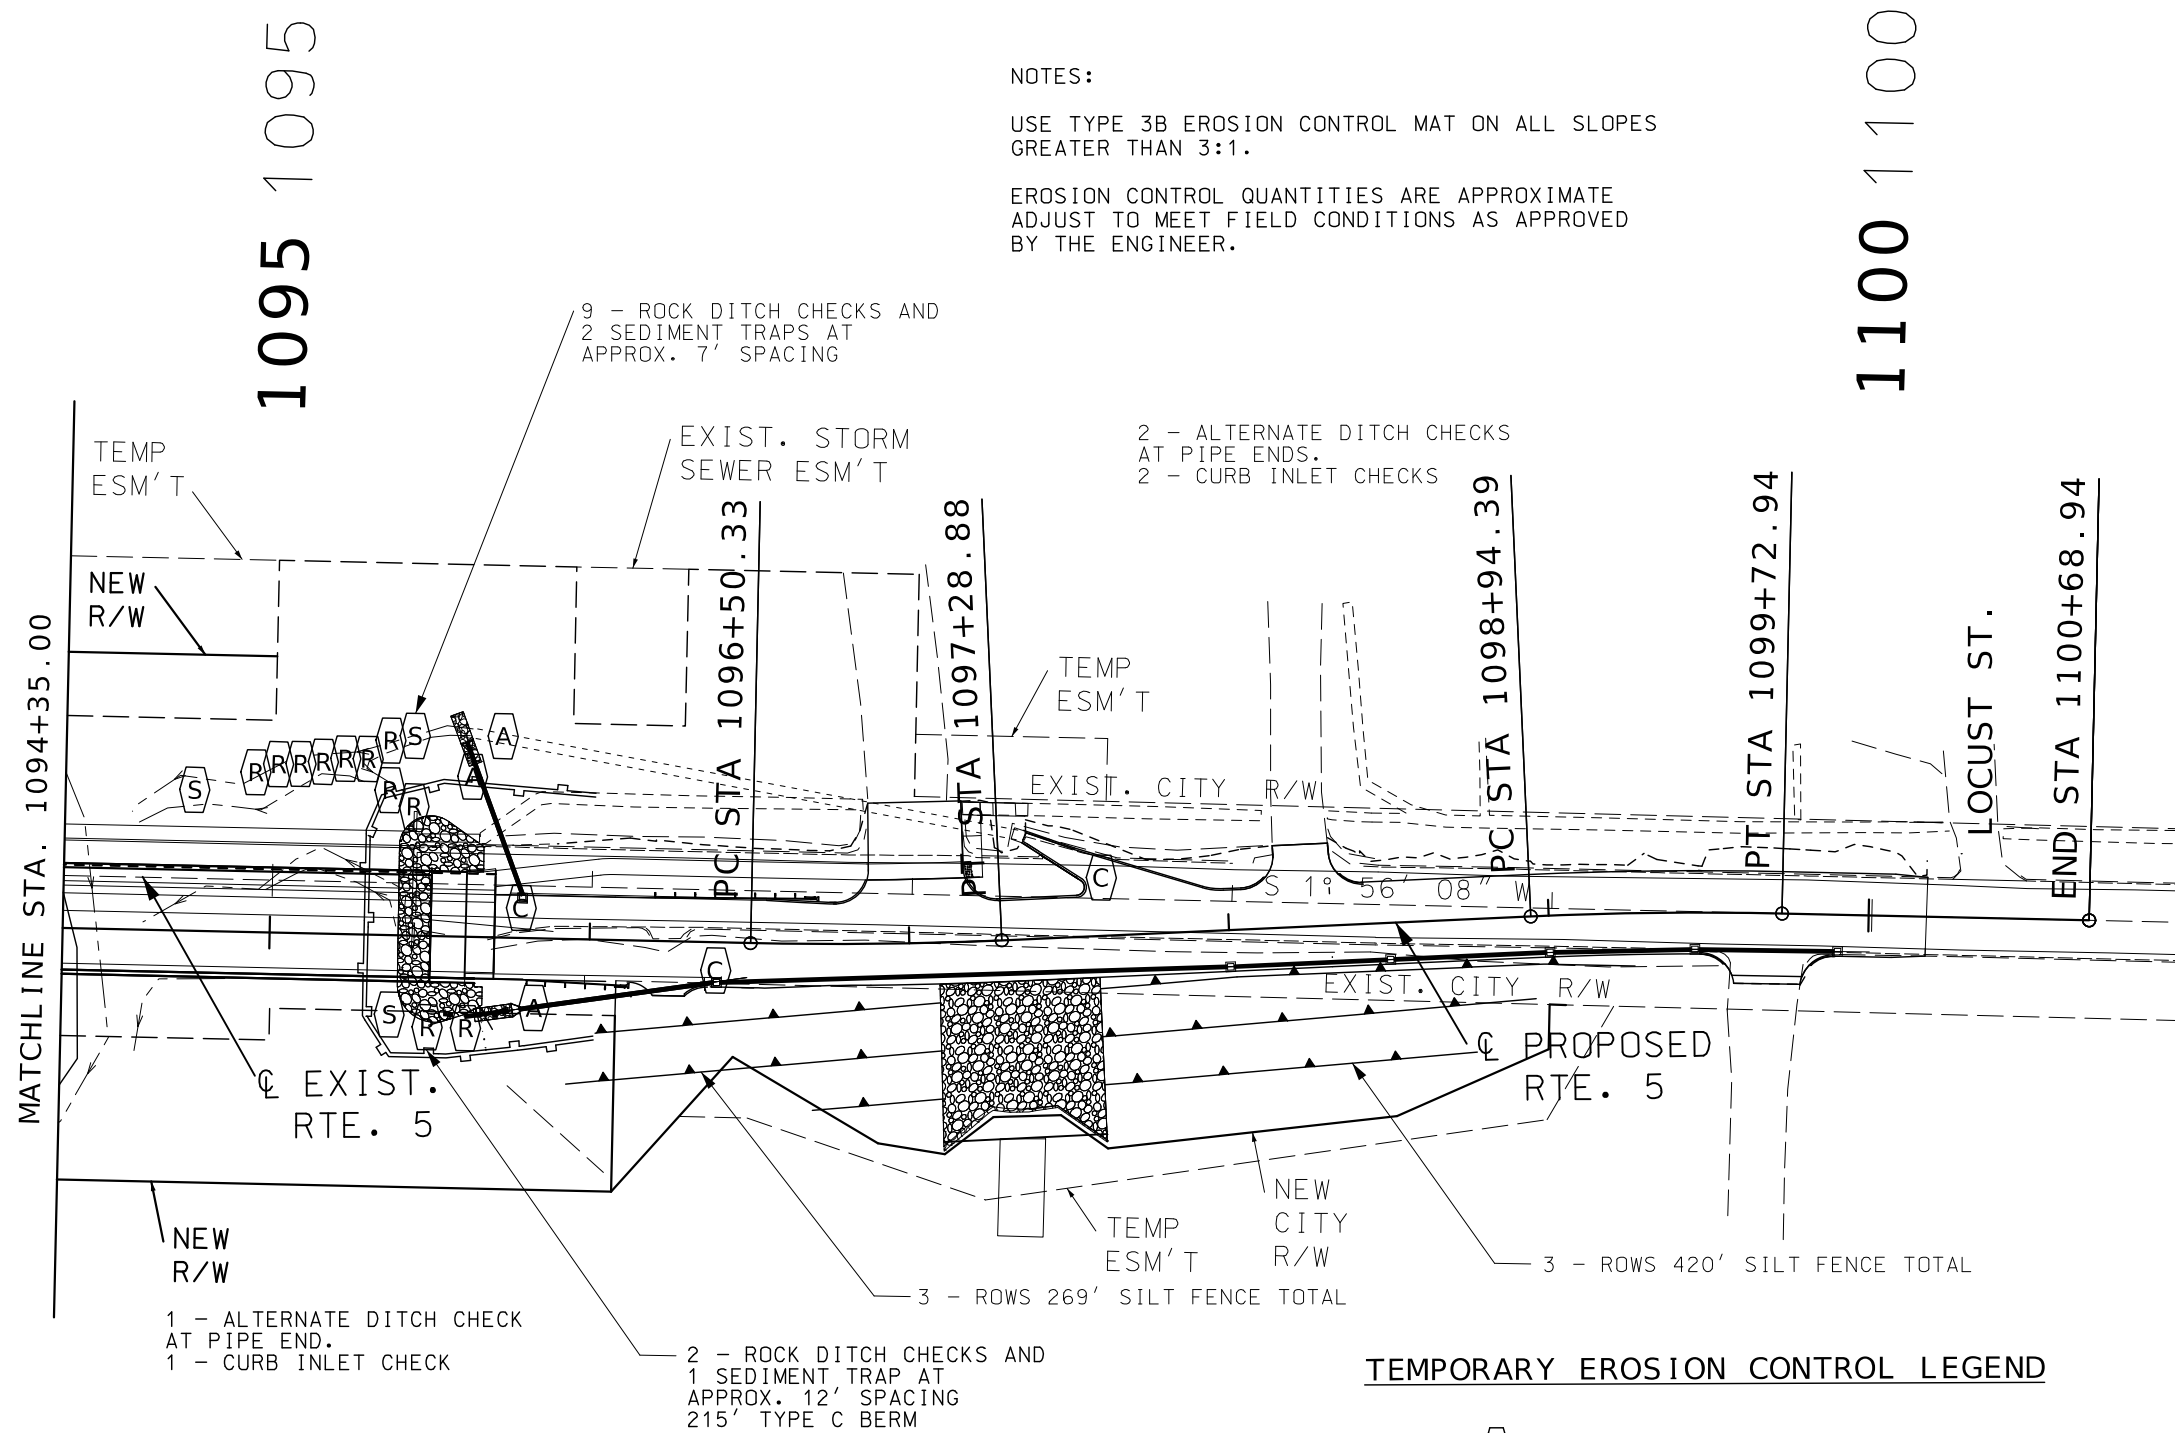 1095 1095
1100 1100
NOTES:
USE TYPE 3B EROSION CONTROL MAT ON ALL SLOPES
GREATER THAN 3:1.
EROSION CONTROL QUANTITIES ARE APPROXIMATE
ADJUST TO MEET FIELD CONDITIONS AS APPROVED
BY THE ENGINEER.
9 - ROCK DITCH CHECKS AND
2 SEDIMENT TRAPS AT
APPROX. 7' SPACING
TEMP
ESM'T
EXIST. STORM
SEWER ESM'T
2 - ALTERNATE DITCH CHECKS
AT PIPE ENDS.
2 - CURB INLET CHECKS
NEW
R/W
MATCHLINE STA. 1094+35.00
PC STA 1096+50.33
PT STA 1097+28.88
PC STA 1098+94.39
PT STA 1099+72.94
LOCUST ST.
END STA 1100+68.94
TEMP
ESM'T
EXIST. CITY R/W
S
R
R
R
R
R
R
R
S
A
R
R
A
C
C
S 1° 56' 08" W
C
S
R
R
A
EXIST. CITY R/W
℄ EXIST.
RTE. 5
℄ PROPOSED
RTE. 5
NEW
R/W
NEW
CITY
R/W
TEMP
ESM'T
3 - ROWS 420' SILT FENCE TOTAL
3 - ROWS 269' SILT FENCE TOTAL
1 - ALTERNATE DITCH CHECK
AT PIPE END.
1 - CURB INLET CHECK
2 - ROCK DITCH CHECKS AND
1 SEDIMENT TRAP AT
APPROX. 12' SPACING
215' TYPE C BERM
TEMPORARY EROSION CONTROL LEGEND